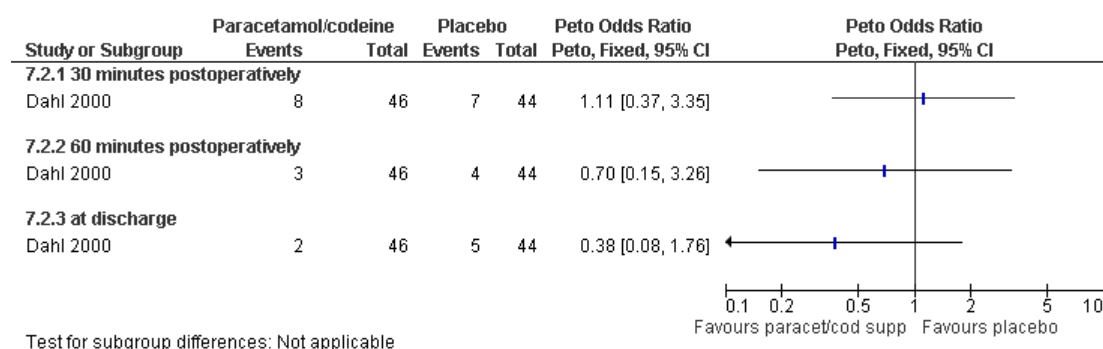 Paracetamol/codeine Placebo Peto Odds Ratio Peto Odds Ratio
Study or Subgroup Events Total Events Total Peto, Fixed, 95% CI Peto, Fixed, 95% CI
7.2.1 30 minutes postoperatively
Dahl 2000 8 46 7 44 1.11 [0.37, 3.35]
7.2.2 60 minutes postoperatively
Dahl 2000 3 46 4 44 0.70 [0.15, 3.26]
7.2.3 at discharge
Dahl 2000 2 46 5 44 0.38 [0.08, 1.76]
0.1 0.2 0.5 1 2 5 10
Favours paracet/cod supp Favours placebo
Test for subgroup differences: Not applicable